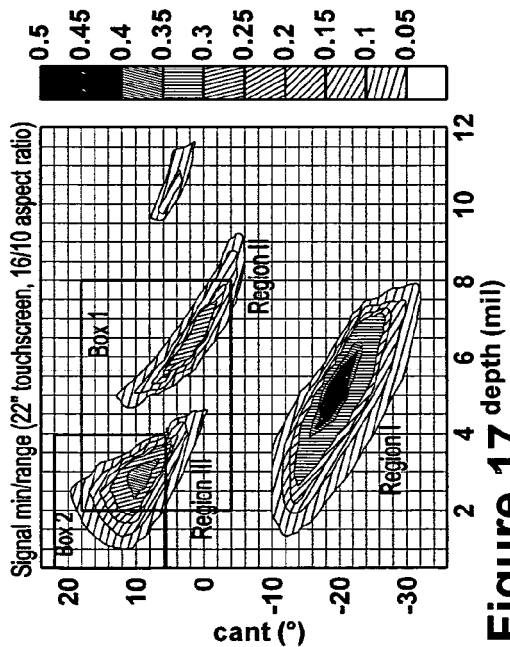 Signal min/range (22" touchscreen, 16/10 aspect ratio)
0.5
0.45
0.4
0.35
0.3
0.25
0.2
0.15
0.1
0.05
20
10
0
-10
-20
-30
cant (°)
Box 2
Box 1
Region III
Region II
Region I
2
4
6
8
10
12
depth (mil)
Figure 17